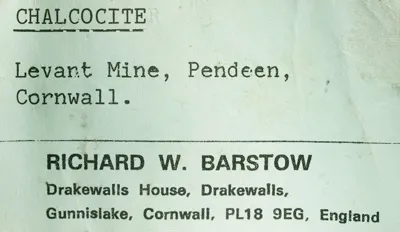 CHALCOCITE
Levant Mine, Pendeen,
Cornwall.
RICHARD W. BARSTOW
Drakewalls House, Drakewalls,
Gunnislake, Cornwall, PL18 9EG, England